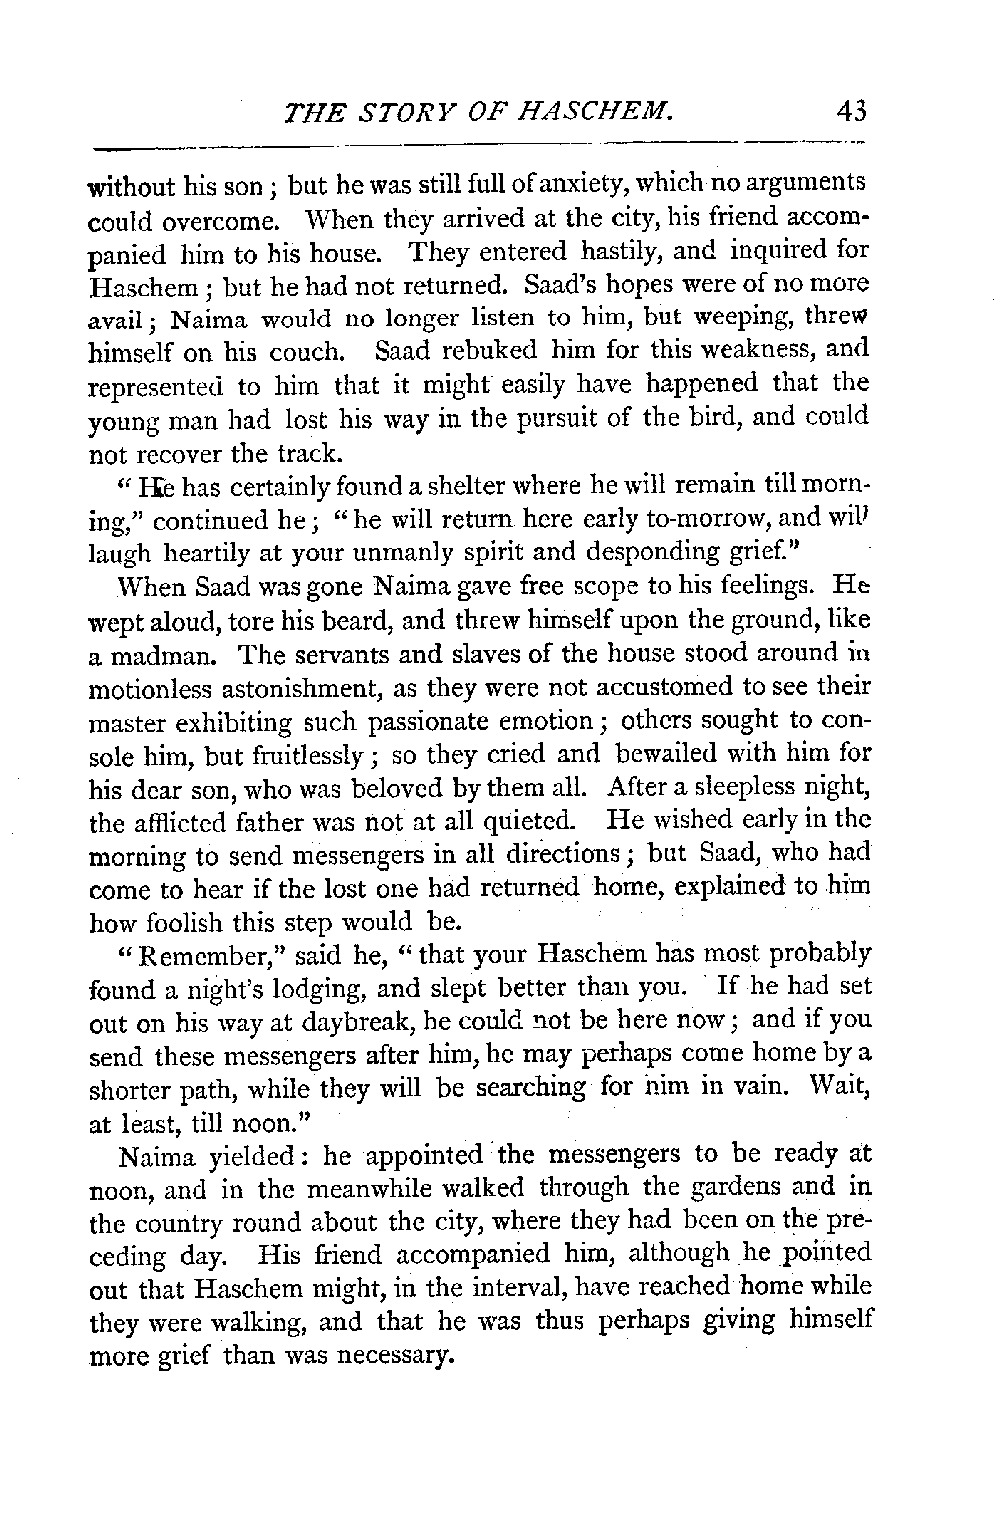 THE STORY OF HASCHEM. 43
without his son; but he was still full of anxiety, which no arguments
could overcome. When they arrived at the city, his friend accom-
panied him to his house. They entered hastily, and inquired for
Haschem; but he had not returned. Saad's hopes were of no more
avail; Naima would no longer listen to him, but weeping, threw
himself on his couch. Saad rebuked him for this weakness, and
represented to him that it might easily have happened that the
young man had lost his way in the pursuit of the bird, and could
not recover the track.
"He has certainly found a shelter where he will remain till morn-
ing," continued he; "he will return here early to-morrow, and will
laugh heartily at your unmanly spirit and desponding grief."
When Saad was gone Naima gave free scope to his feelings. He
wept aloud, tore his beard, and threw himself upon the ground, like
a madman. The servants and slaves of the house stood around in
motionless astonishment, as they were not accustomed to see their
master exhibiting such passionate emotion; others sought to con-
sole him, but fruitlessly; so they cried and bewailed with him for
his dear son, who was beloved by them all. After a sleepless night,
the afflicted father was not at all quieted. He wished early in the
morning to send messengers in all directions; but Saad, who had
come to hear if the lost one had returned home, explained to him
how foolish this step would be.
"Remember," said he, "that your Haschem has most probably
found a night's lodging, and slept better than you. If he had set
out on his way at daybreak, he could not be here now; and if you
send these messengers after him, he may perhaps come home by a
shorter path, while they will be searching for him in vain. Wait,
at least, till noon."
Naima yielded: he appointed the messengers to be ready at
noon, and in the meanwhile walked through the gardens and in
the country round about the city, where they had been on the pre-
ceding day. His friend accompanied him, although he pointed
out that Haschem might, in the interval, have reached home while
they were walking, and that he was thus perhaps giving himself
more grief than was necessary.